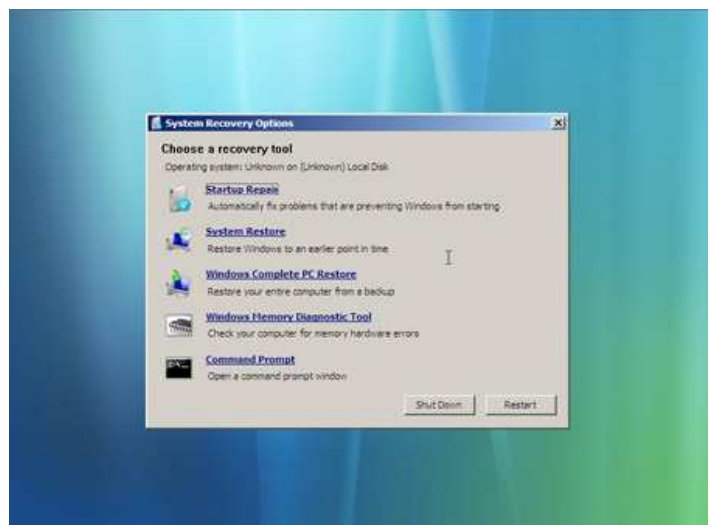 System Recovery Options
Choose a recovery tool
Operating system: Unknown on (Unknown) Local Disk
Startup Repair
Automatically fix problems that are preventing Windows from starting
System Restore
Restore Windows to an earlier point in time
Windows Complete PC Restore
Restore your entire computer from a backup
Windows Memory Diagnostic Tool
Check your computer for memory hardware errors
Command Prompt
Open a command prompt window
Shut Down Restart